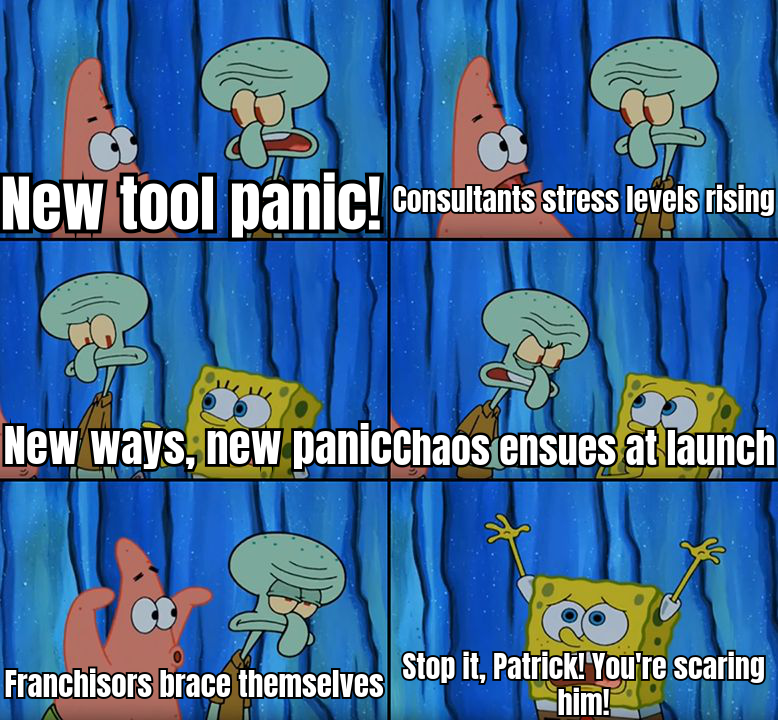 New tool panic!
Consultants stress levels rising
New ways, new panic
Chaos ensues at launch
Franchisors brace themselves
Stop it, Patrick! You're scaring
him!